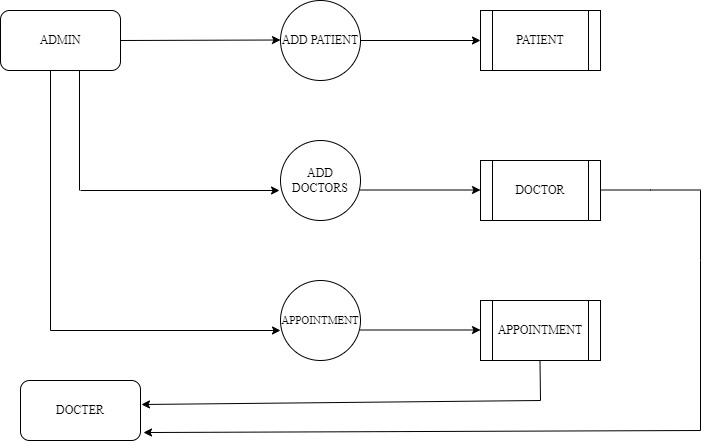 ADMIN
ADD PATIENT
PATIENT
ADD
DOCTORS
DOCTOR
APPOINTMENT
APPOINTMENT
DOCTER